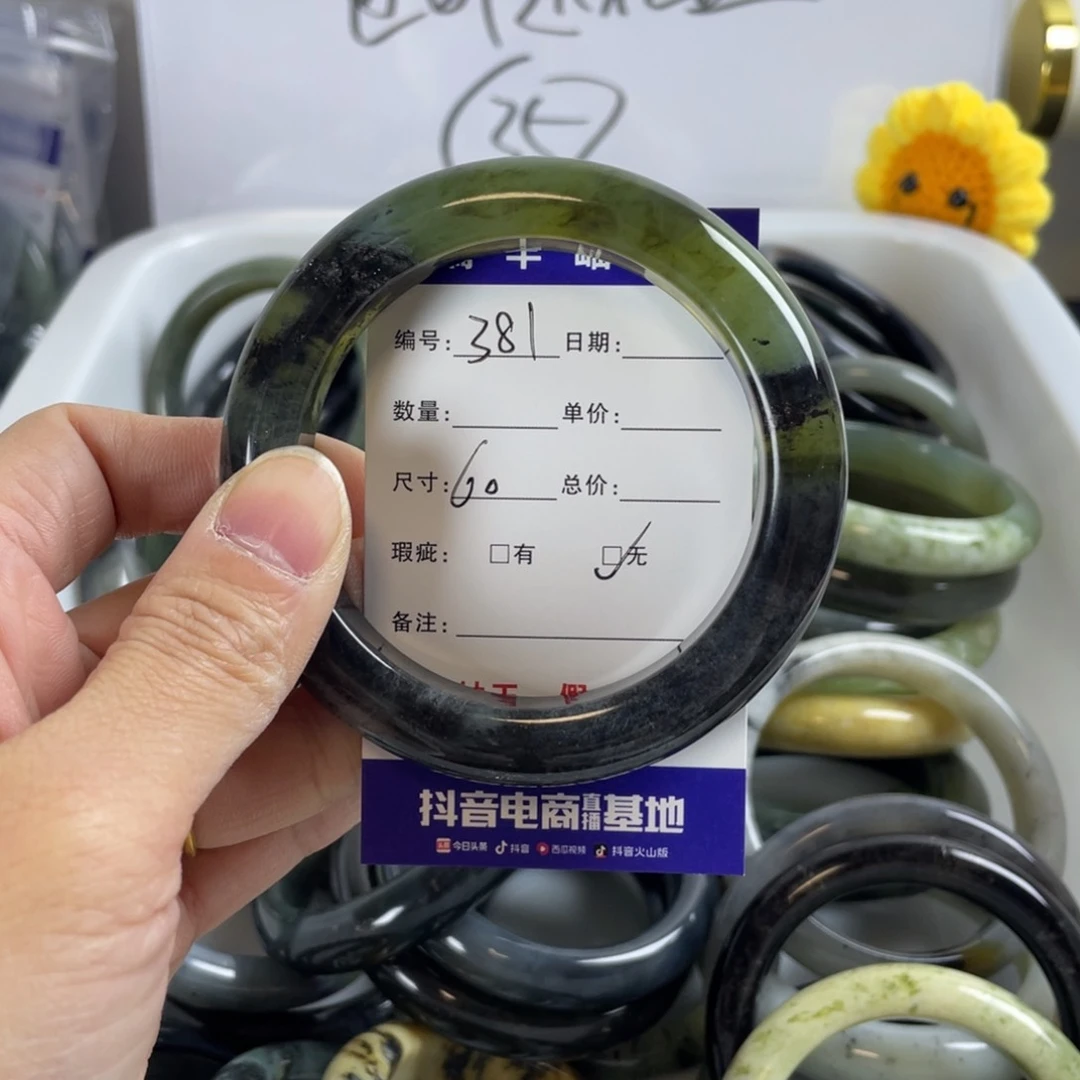 编号: 381 日期:
数量: 单价:
尺寸: 60 总价:
瑕疵: □有 □无
备注:
玉 假
抖音电商直播基地
今日头条 抖音 西瓜视频 抖音火山版